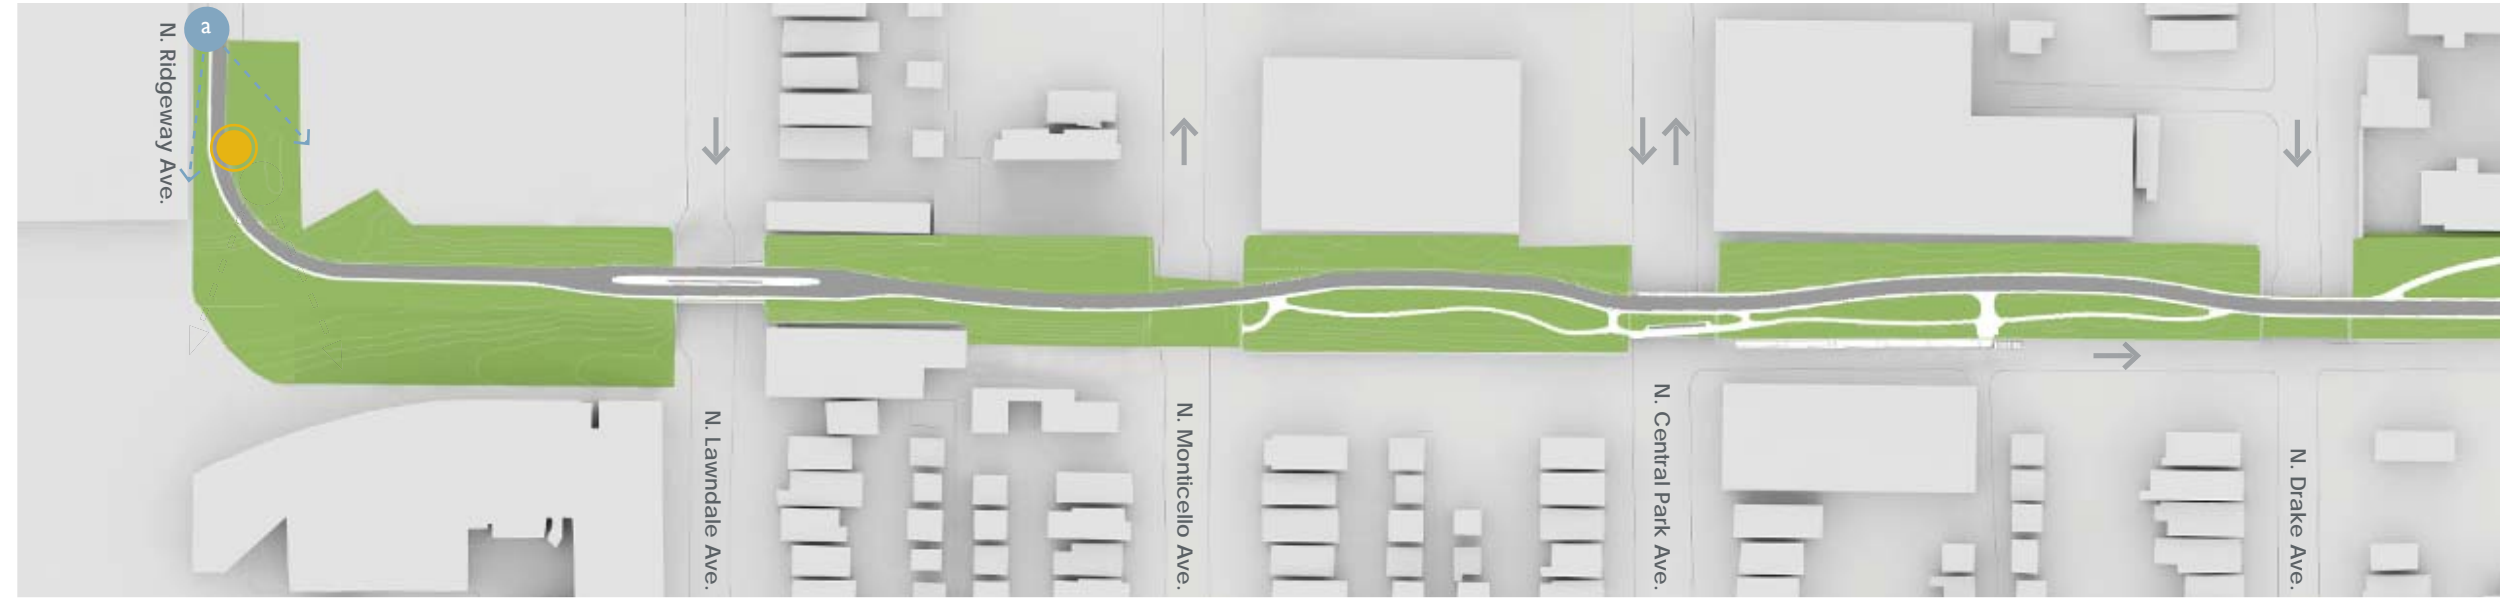 a
N. Ridgeway Ave.
N. Lawndale Ave.
N. Monticello Ave.
N. Central Park Ave.
N. Drake Ave.